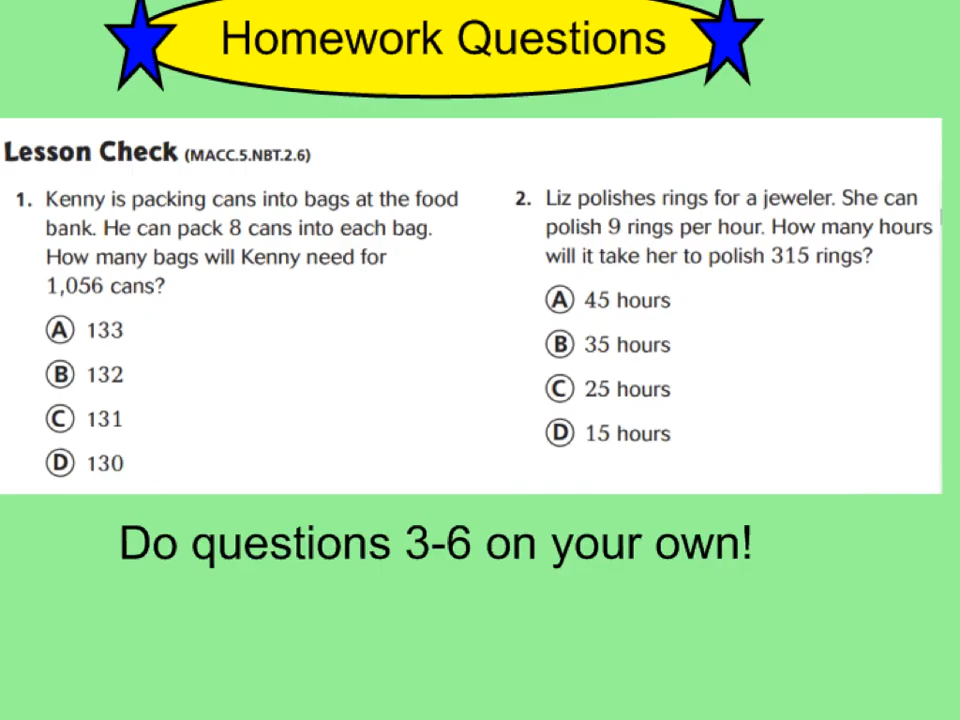 Homework Questions
Lesson Check (MACC.5.NBT.2.6)
1. Kenny is packing cans into bags at the food
bank. He can pack 8 cans into each bag.
How many bags will Kenny need for
1,056 cans?
A 133
B 132
C 131
D 130
2. Liz polishes rings for a jeweler. She can
polish 9 rings per hour. How many hours
will it take her to polish 315 rings?
A 45 hours
B 35 hours
C 25 hours
D 15 hours
Do questions 3-6 on your own!